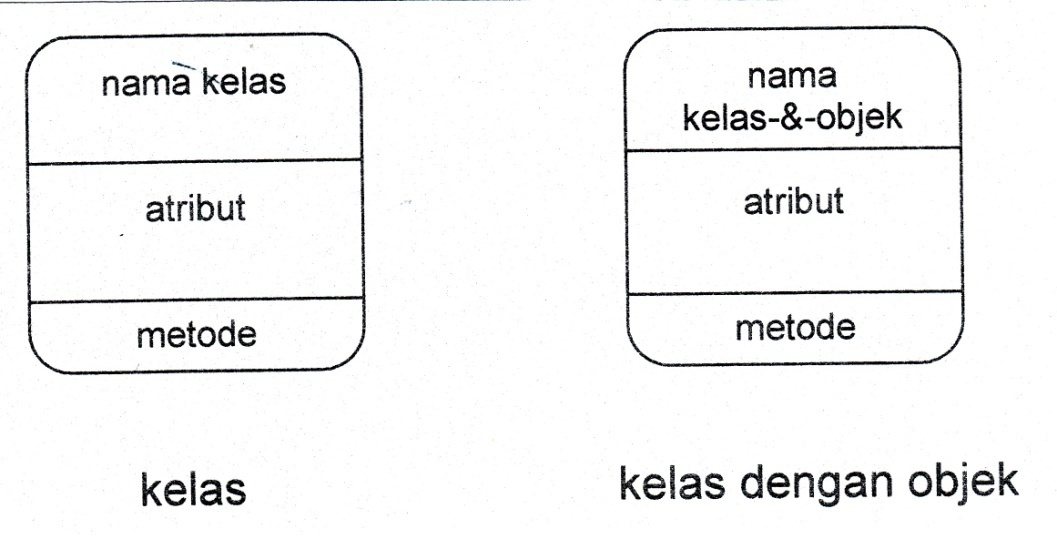 nama kelas
atribut
metode
kelas
nama
kelas-&-objek
atribut
metode
kelas dengan objek